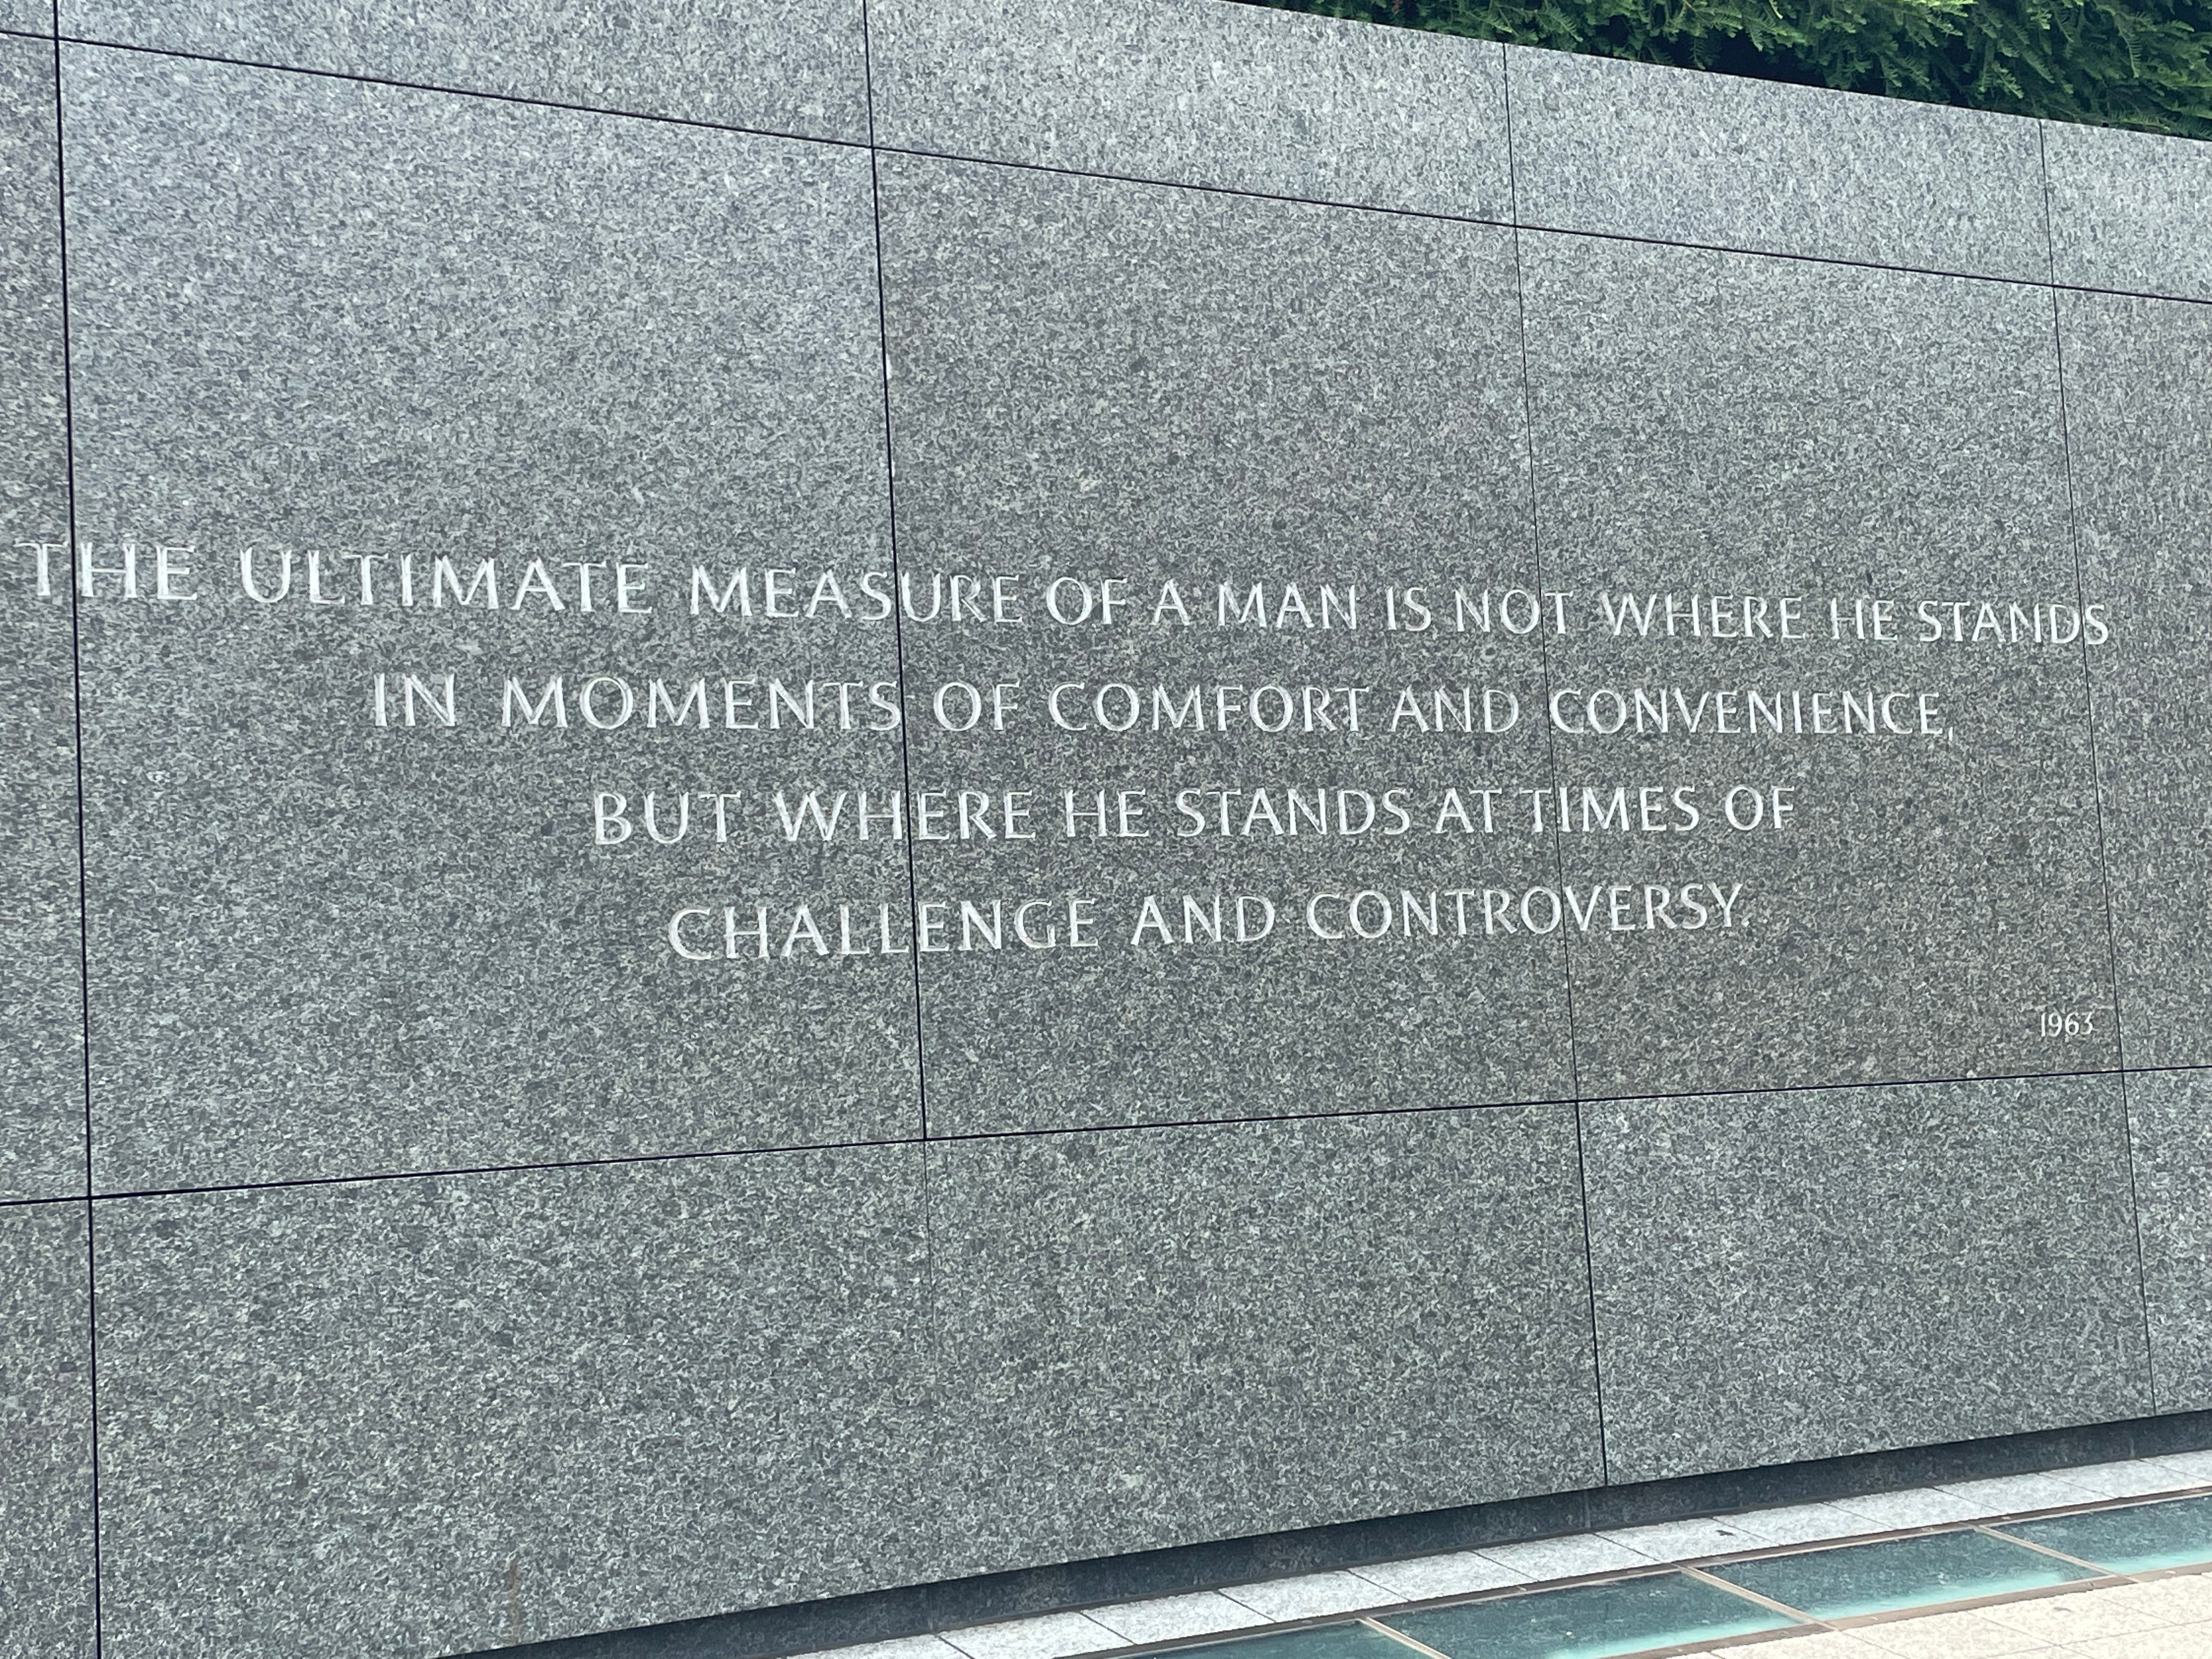 THE ULTIMATE MEASURE OF A MAN IS NOT WHERE HE STANDS
IN MOMENTS OF COMFORT AND CONVENIENCE,
BUT WHERE HE STANDS AT TIMES OF
CHALLENGE AND CONTROVERSY.
1963